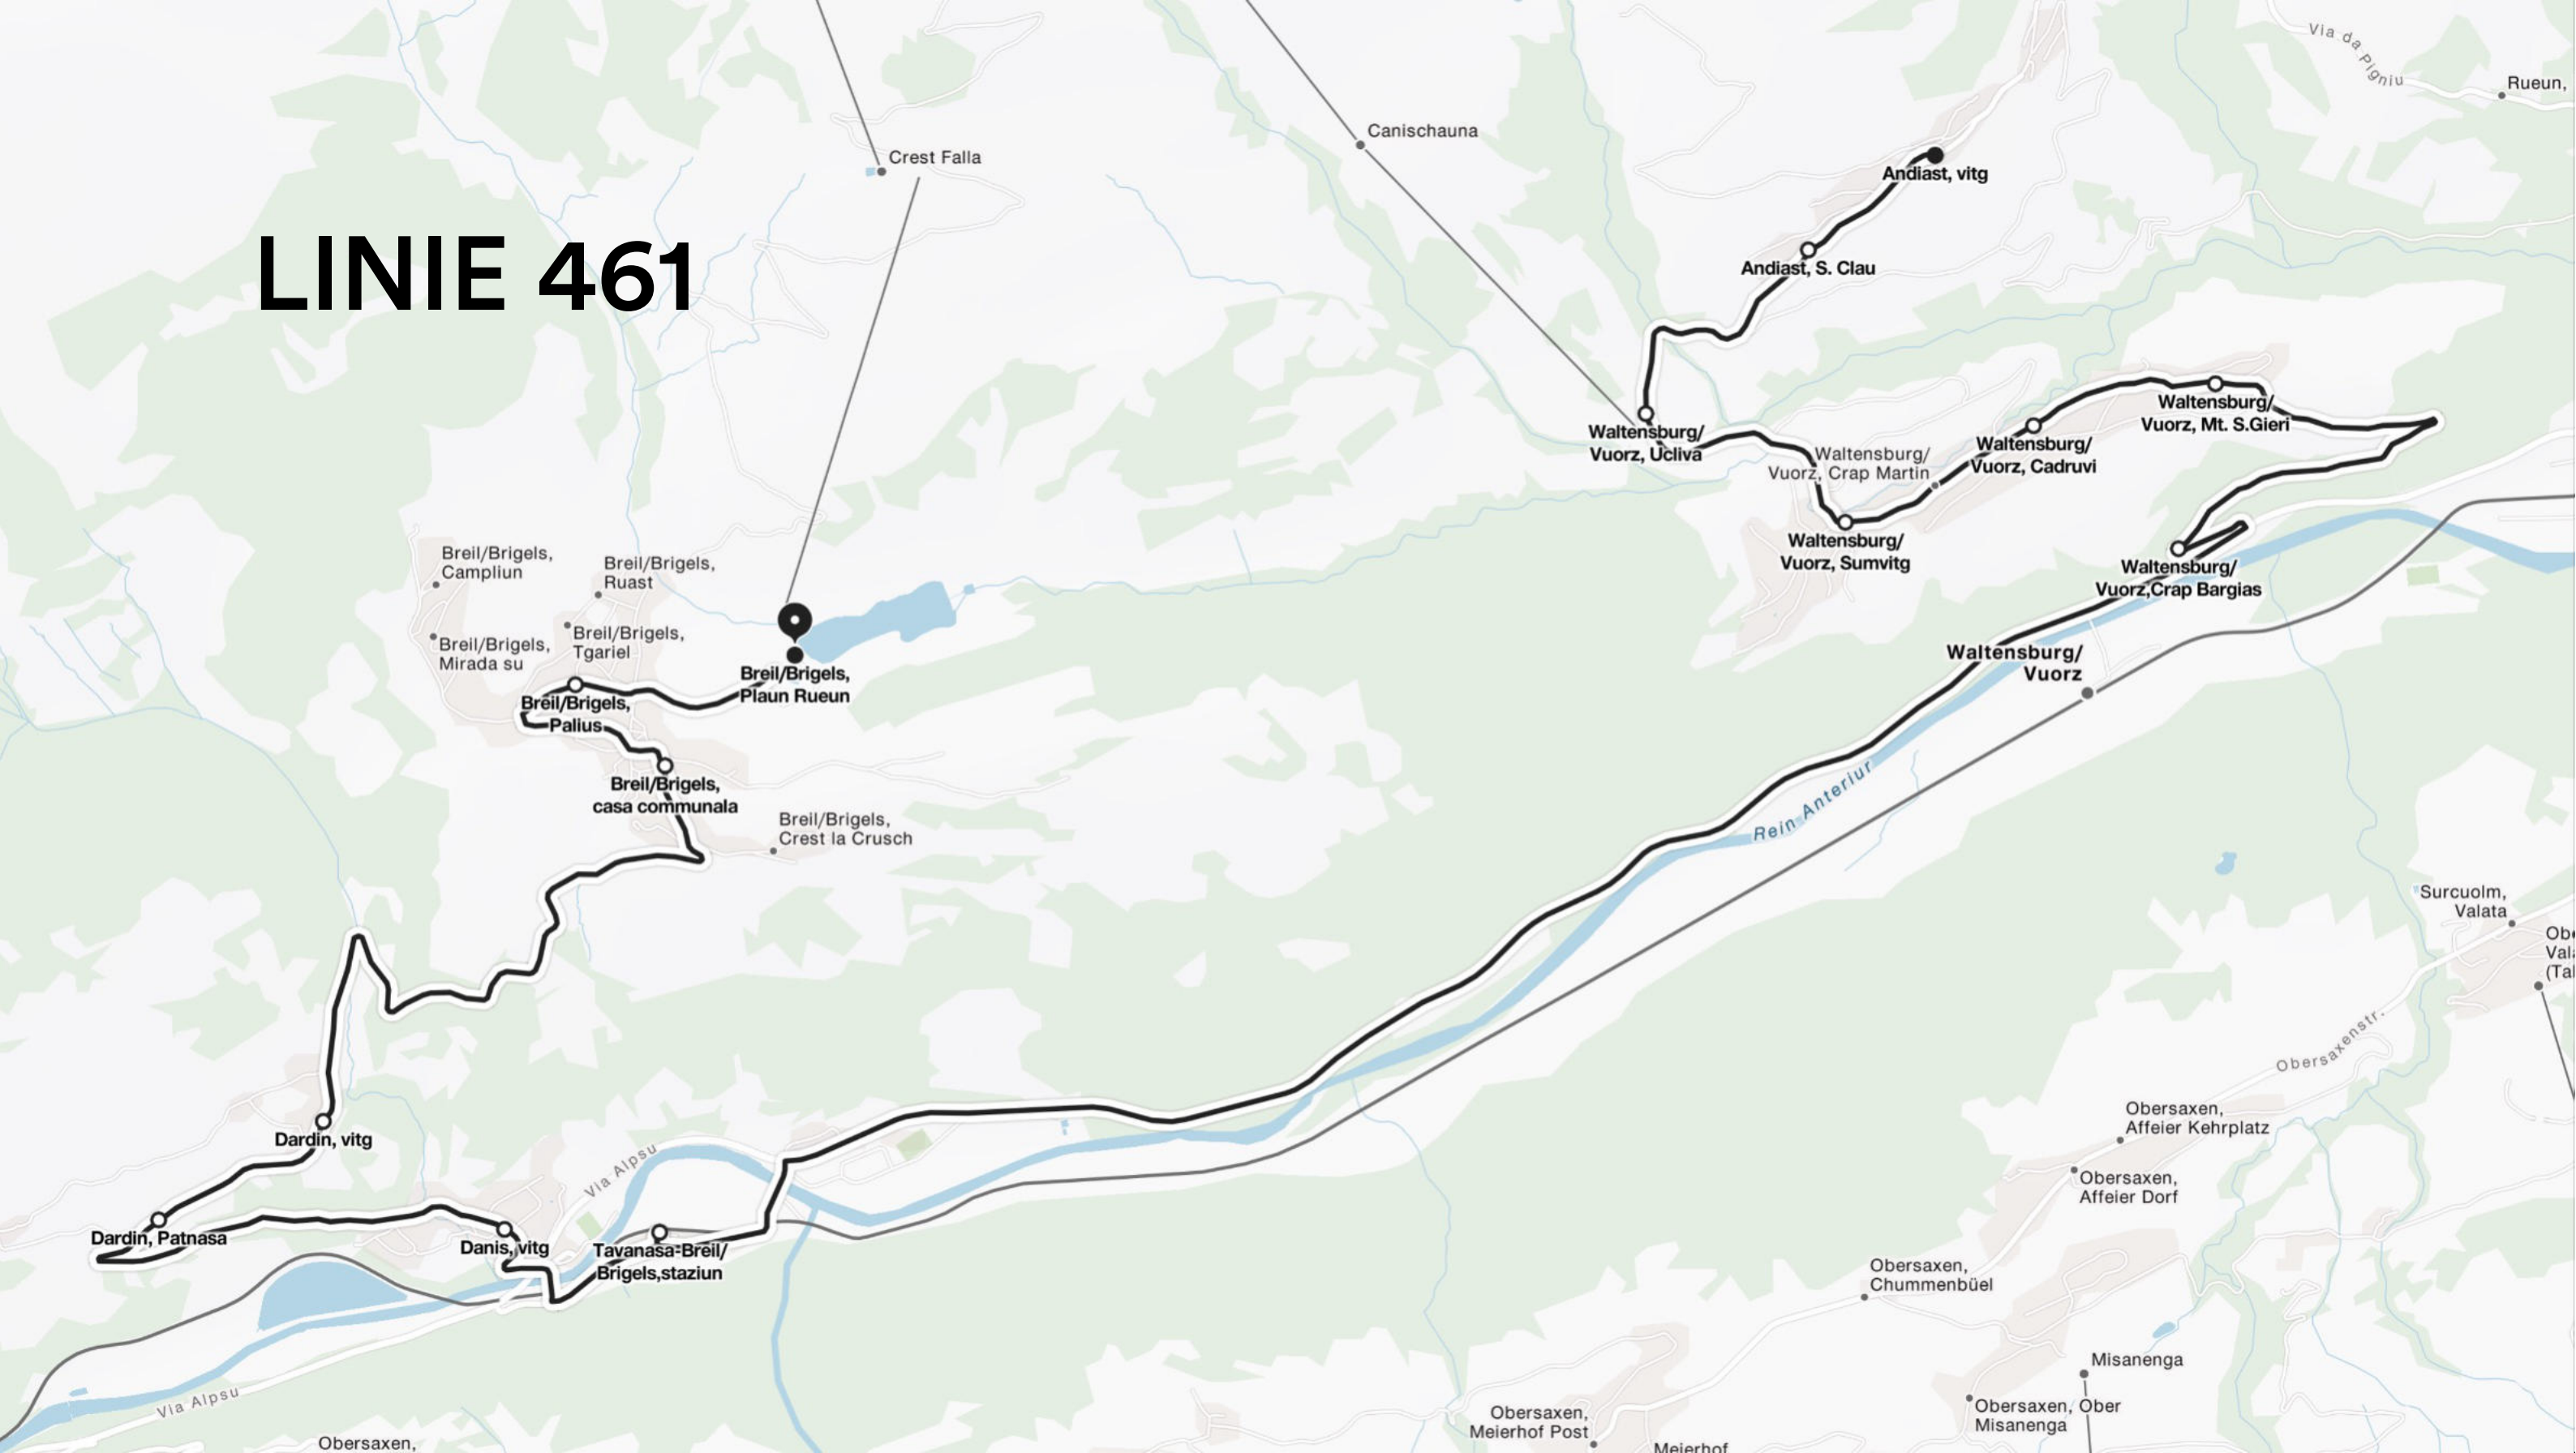 Via da Pigniu
Rueun,
Canischauna
Crest Falla
Andiast, vitg
LINIE 461
Andiast, S. Clau
Waltensburg/
Vuorz, Mt. S.Gieri
Waltensburg/
Vuorz, Ucliva
Waltensburg/
Vuorz, Crap Martin
Waltensburg/
Vuorz, Cadruvi
Waltensburg/
Vuorz, Sumvitg
Waltensburg/
Vuorz,Crap Bargias
Breil/Brigels,
Campliun
Breil/Brigels,
Ruast
Breil/Brigels,
Mirada su
Breil/Brigels,
Tgariel
Breil/Brigels,
Plaun Rueun
Waltensburg/
Vuorz
Breil/Brigels,
Palius
Breil/Brigels,
casa communala
Breil/Brigels,
Crest la Crusch
Rein Anteriur
Surcuolm,
Valata
Obersaxenstr.
Obersaxen,
Affeier Kehrplatz
Dardin, vitg
Via Alpsu
Obersaxen,
Affeier Dorf
Dardin, Patnasa
Danis, vitg
Tavanasa-Breil/
Brigels,staziun
Obersaxen,
Chummenbüel
Misanenga
Via Alpsu
Obersaxen, Ober
Misanenga
Obersaxen,
Meierhof Post
Obersaxen,
Meierhof